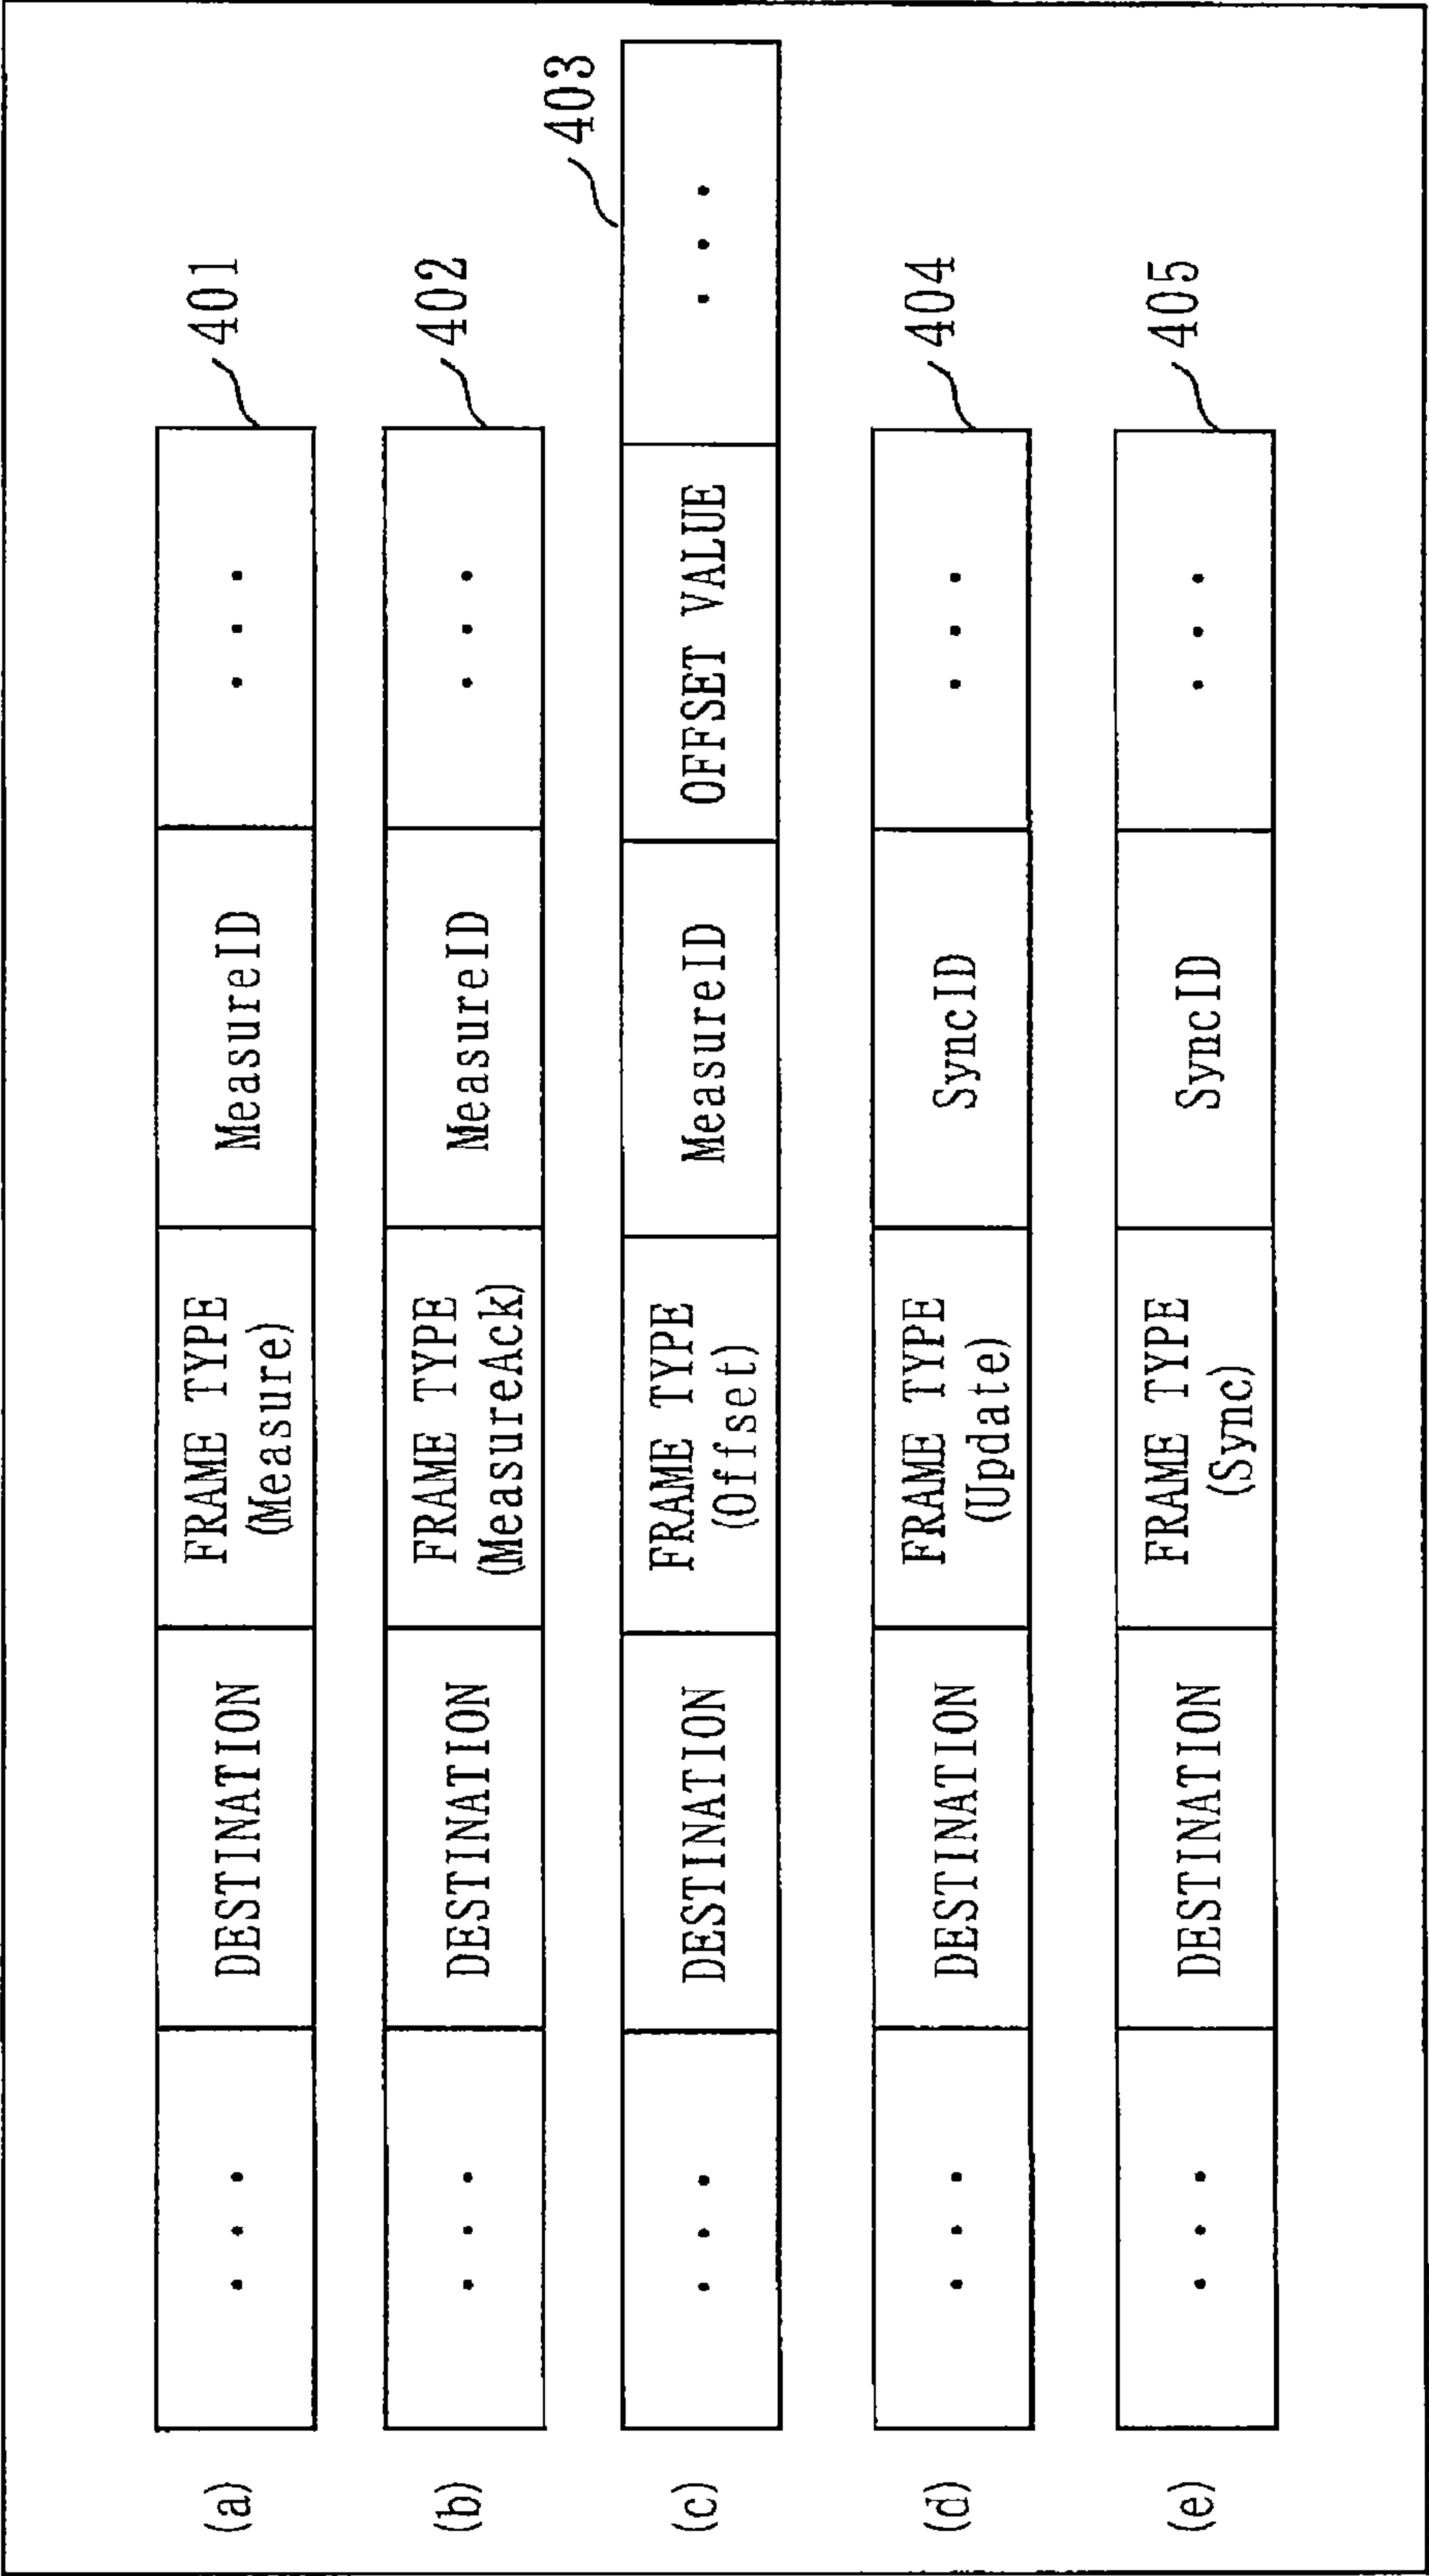 (a) ... DESTINATION FRAME TYPE (Measure) MeasureID ... 401
(b) ... DESTINATION FRAME TYPE (MeasureAck) MeasureID ... 402
(c) ... DESTINATION FRAME TYPE (Offset) MeasureID OFFSET VALUE ... 403
(d) ... DESTINATION FRAME TYPE (Update) SyncID ... 404
(e) ... DESTINATION FRAME TYPE (Sync) SyncID ... 405